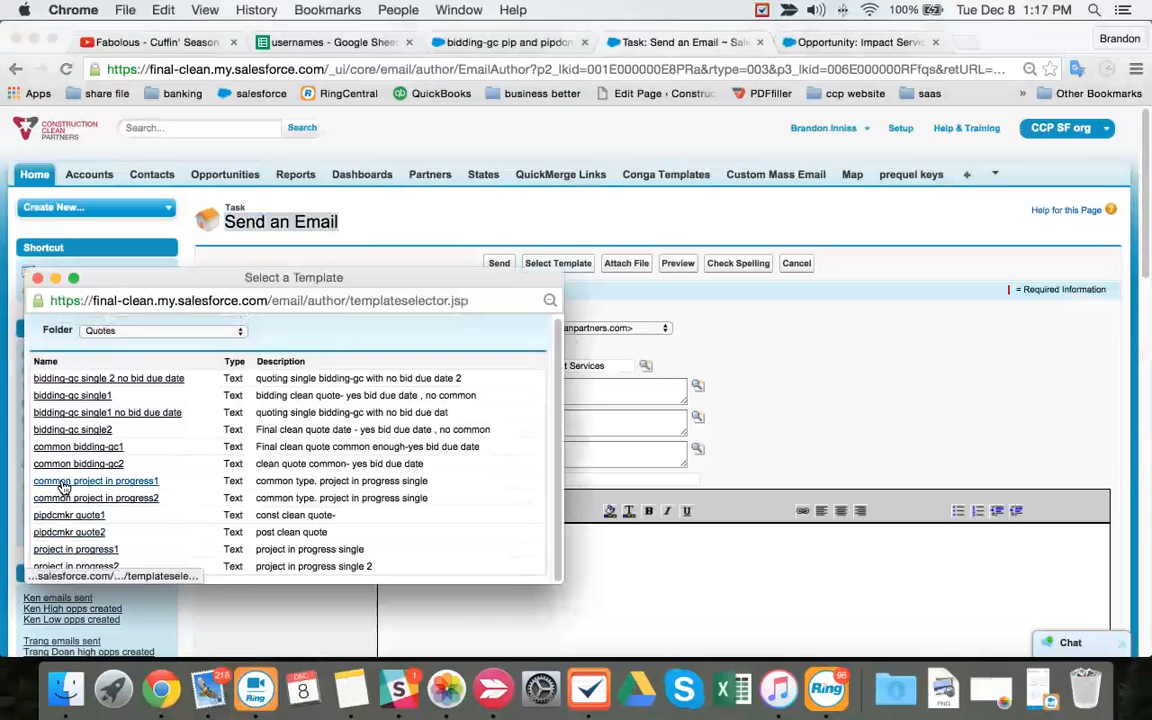 Chrome File Edit View History Bookmarks People Window Help 100% Tue Dec 8 1:17 PM
Fabolous - Cuffin' Season × usernames - Google Shee × bidding-gc pip and pipdcm × Task: Send an Email ~ Sal × Opportunity: Impact Servic × Brandon
https://final-clean.my.salesforce.com/_ui/core/email/author/EmailAuthor?p2_lkid=001E000000E8PRa&rtype=003&p3_lkid=006E000000RFfqs&retURL=...
Apps share file banking salesforce RingCentral QuickBooks business better Edit Page ‹ Constru PDFfiller ccp website saas » Other Bookmarks
CONSTRUCTION CLEAN PARTNERS Search... Search Brandon Inniss Setup Help & Training CCP SF org
Home Accounts Contacts Opportunities Reports Dashboards Partners States QuickMerge Links Conga Templates Custom Mass Email Map prequel keys +
Create New...
Task
Send an Email
Help for this Page
Shortcut
Send Select Template Attach File Preview Check Spelling Cancel
Select a Template
= Required Information
https://final-clean.my.salesforce.com/email/author/templateselector.jsp
Folder Quotes
anpartners.com>
Name Type Description
t Services
bidding-gc single 2 no bid due date Text quoting single bidding-gc with no bid due date 2
bidding-gc single1 Text bidding clean quote- yes bid due date , no common
bidding-gc single1 no bid due date Text quoting single bidding-gc with no bid due dat
bidding-gc single2 Text Final clean quote date - yes bid due date , no common
common bidding-gc1 Text Final clean quote common enough-yes bid due date
common bidding-gc2 Text clean quote common- yes bid due date
common project in progress1 Text common type. project in progress single
common project in progress2 Text common type. project in progress single
pipdcmkr quote1 Text const clean quote-
T B I U
pipdcmkr quote2 Text post clean quote
project in progress1 Text project in progress single
project in progress2 Text project in progress single 2
...salesforce.com/.../templatesele...
Ken emails sent
Ken High opps created
Ken Low opps created
Trang emails sent
Trang Doan high opps created
Chat
218 Ring DEC 8 1 Ring 96 PNG